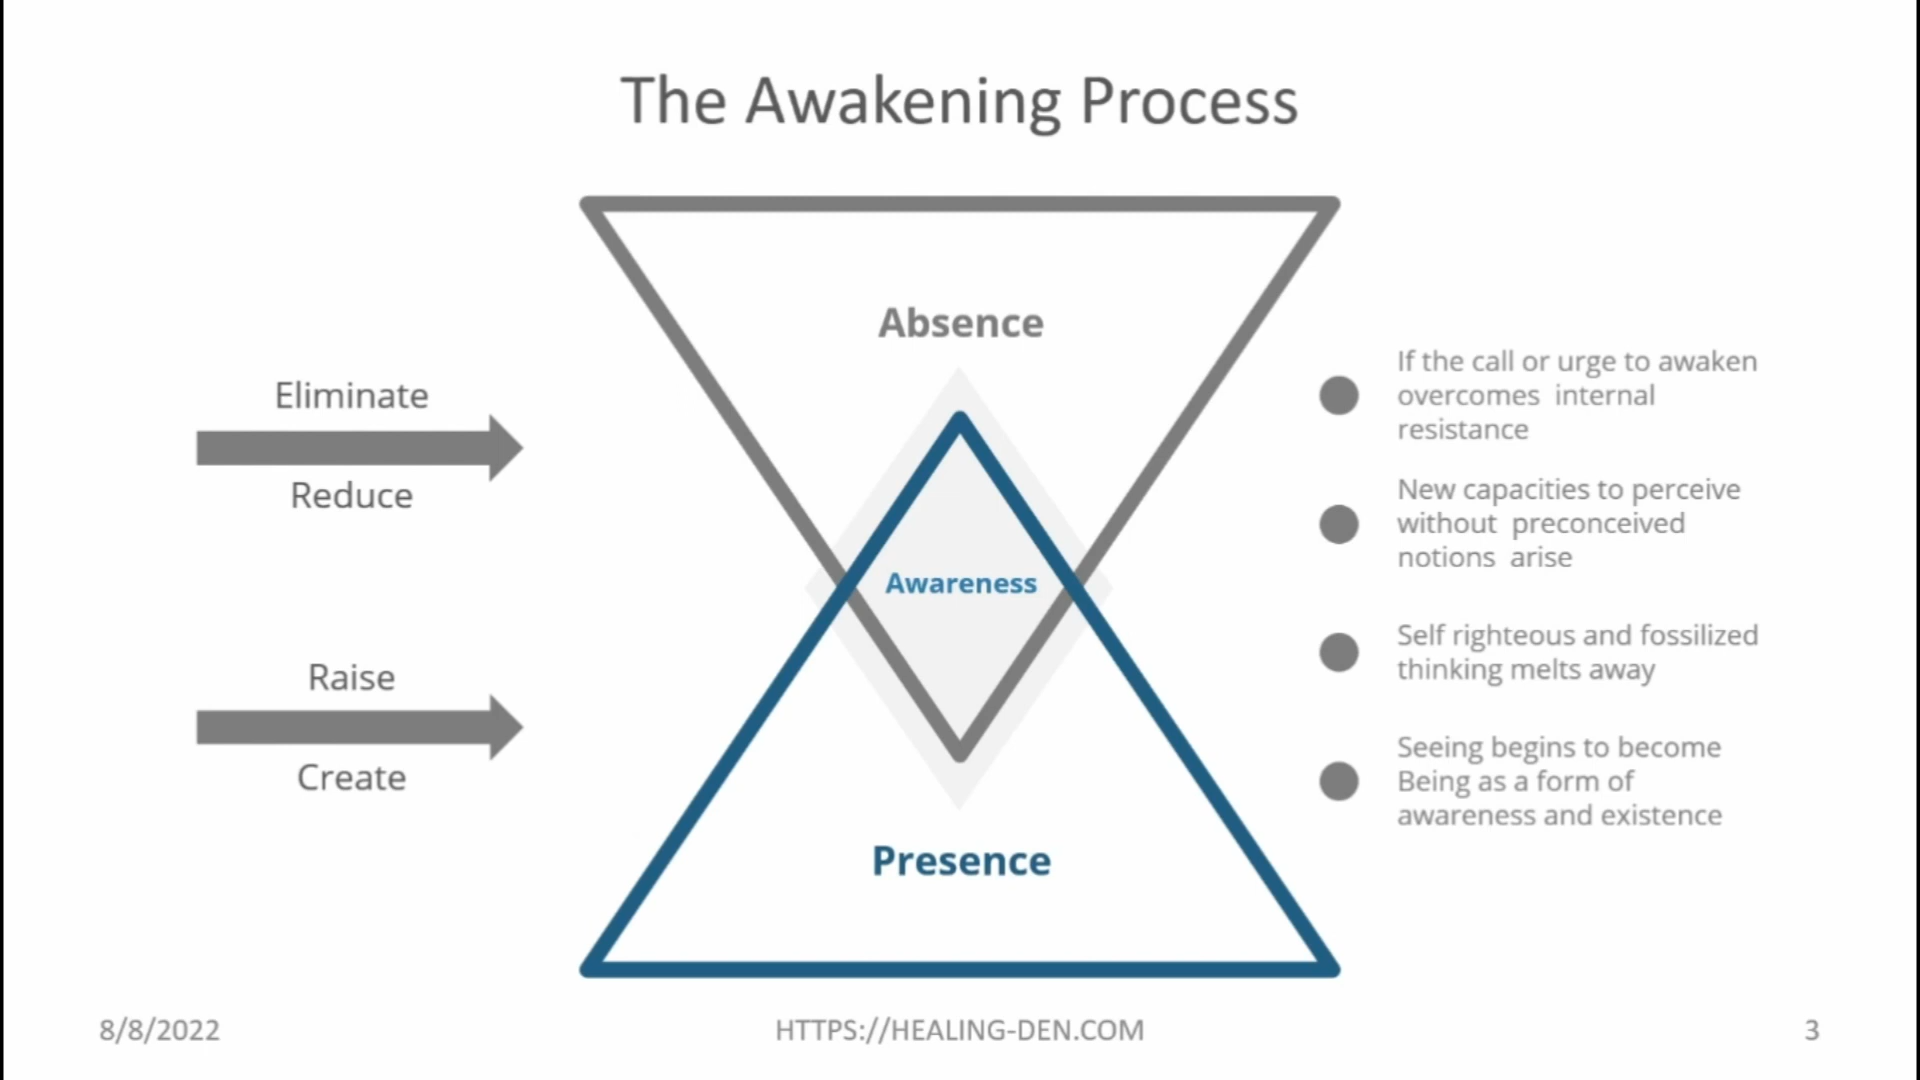 The Awakening Process
Absence
Eliminate
Reduce
Awareness
Raise
Create
Presence
If the call or urge to awaken
overcomes  internal
resistance
New capacities to perceive
without  preconceived
notions  arise
Self righteous and fossilized
thinking melts away
Seeing begins to become
Being as a form of
awareness and existence
8/8/2022
HTTPS://HEALING-DEN.COM
3